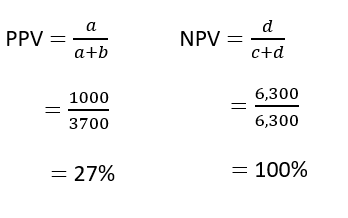 PPV = a/(a+b)
= 1000/3700
= 27%
NPV = d/(c+d)
= 6,300/6,300
= 100%